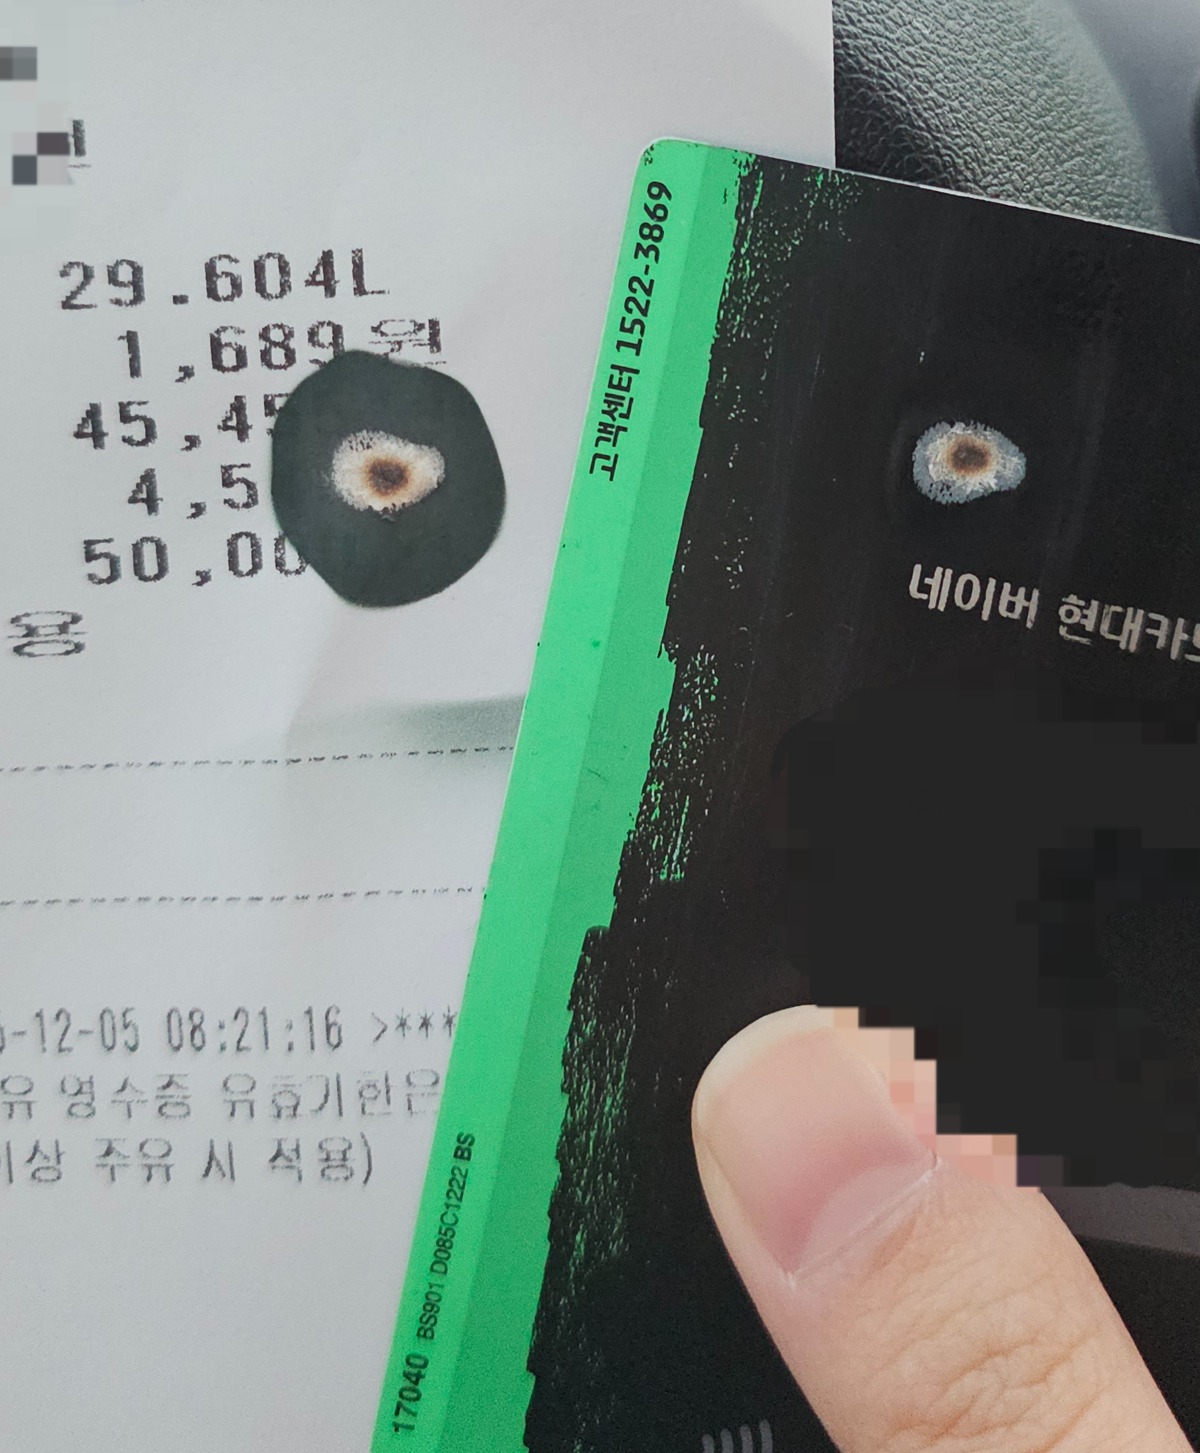 29.604L
1,689원
45,45
4,5
50,00
용
-12-05 08:21:16 >***
유 영수증 유효기한은
이상 주유 시 적용)
고객센터 1522-3869
네이버 현대카드
17040 BS901 D085C1222 BS